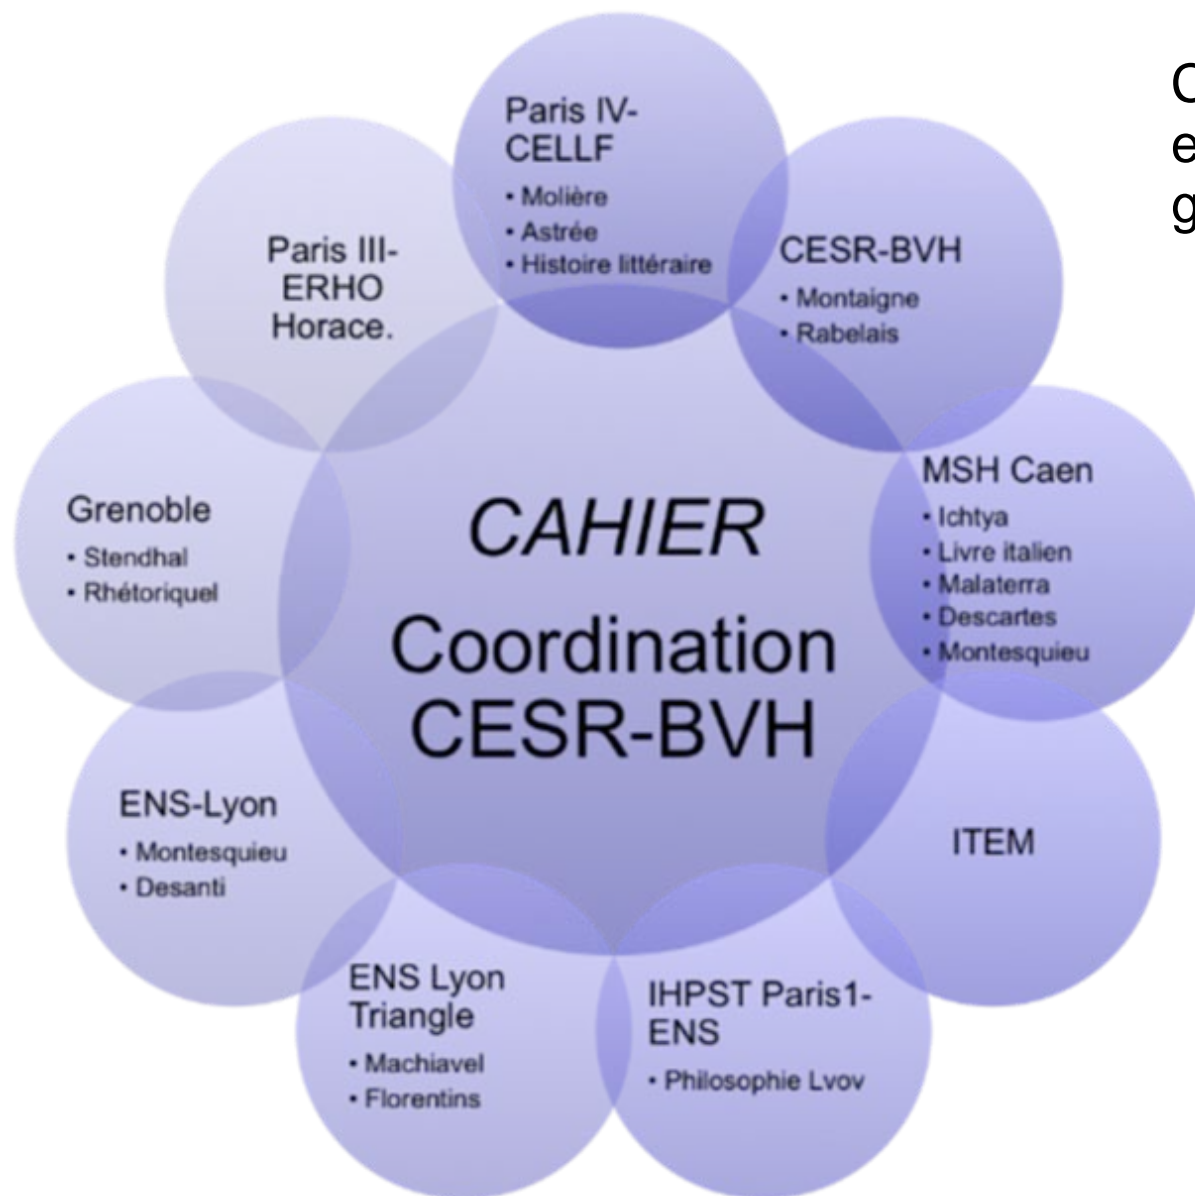 Paris IV-
CELLF
• Molière
• Astrée
• Histoire littéraire
CESR-BVH
• Montaigne
• Rabelais
MSH Caen
• Ichtya
• Livre italien
• Malaterra
• Descartes
• Montesquieu
ITEM
IHPST Paris1-
ENS
• Philosophie Lvov
ENS Lyon
Triangle
• Machiavel
• Florentins
ENS-Lyon
• Montesquieu
• Desanti
Grenoble
• Stendhal
• Rhétoriquel
Paris III-
ERHO
Horace.
CAHIER
Coordination
CESR-BVH